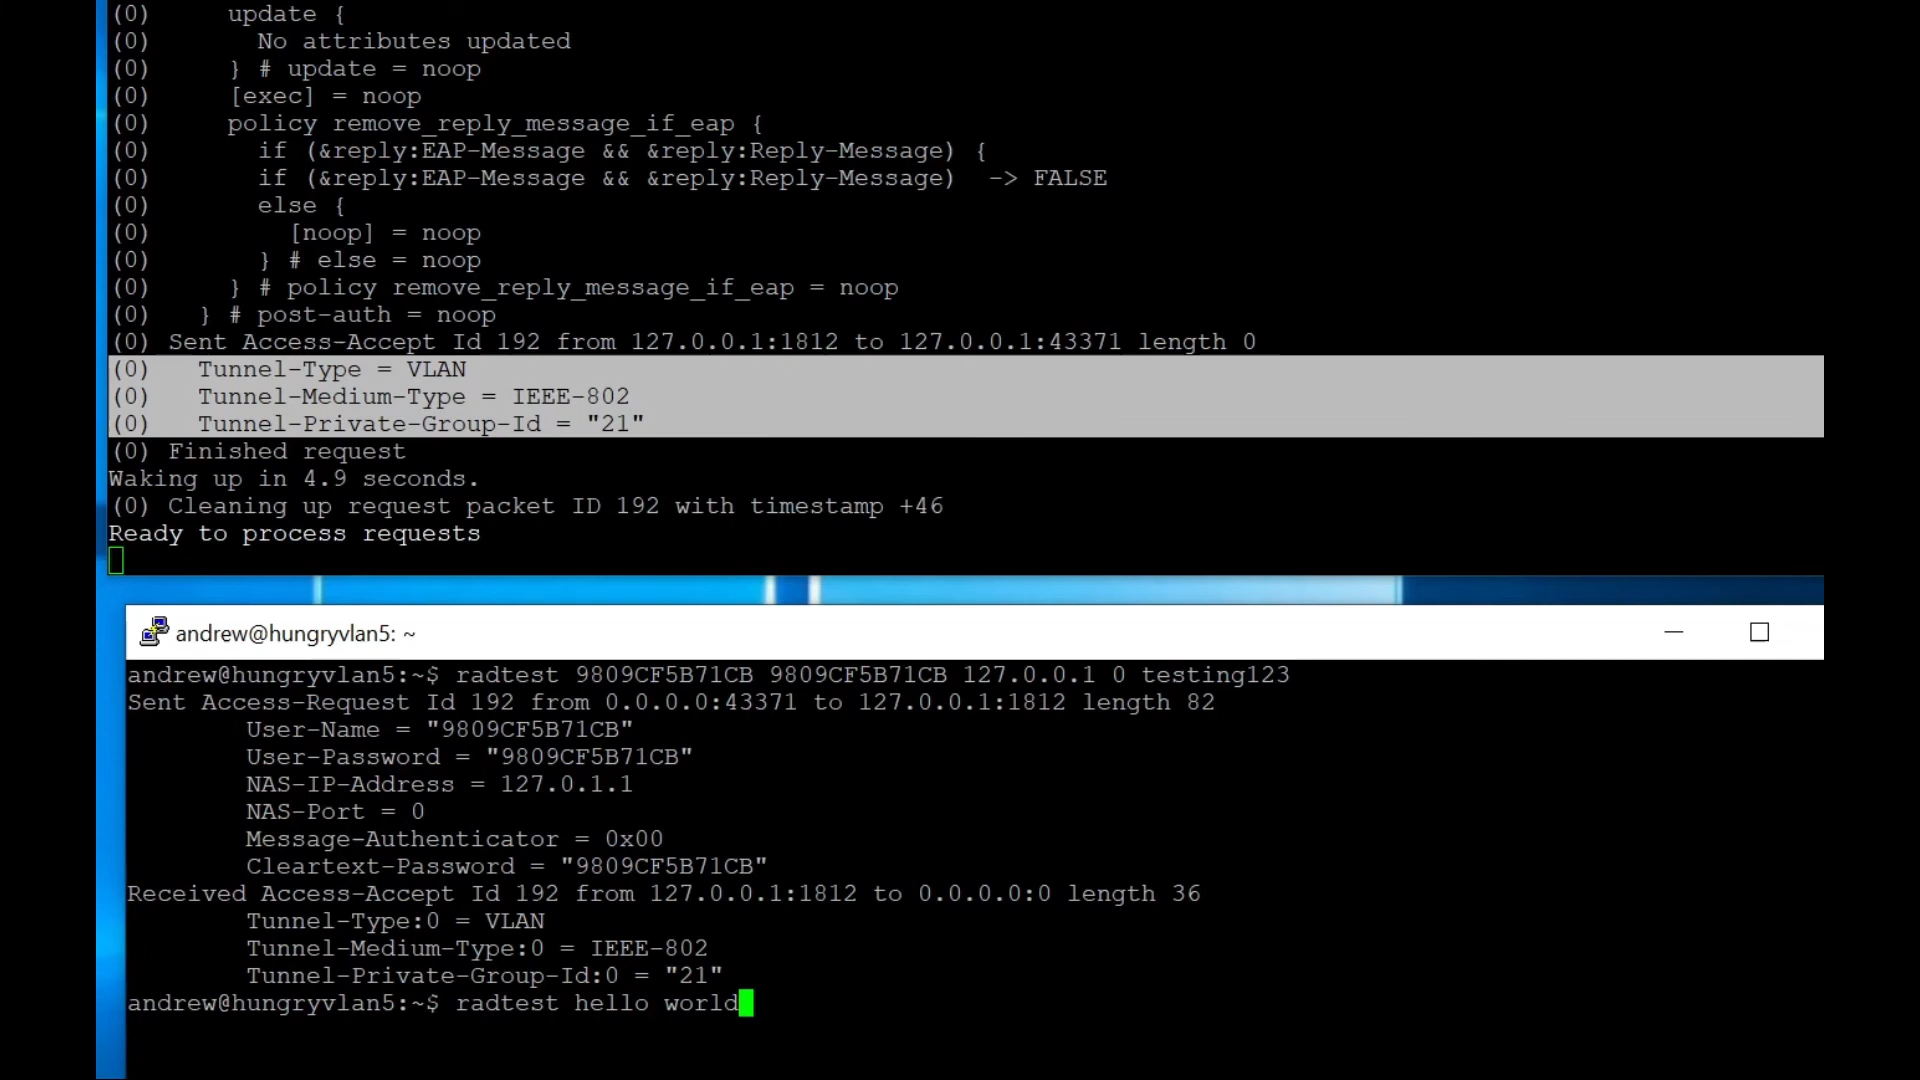 (0)     update {
(0)       No attributes updated
(0)     } # update = noop
(0)     [exec] = noop
(0)     policy remove_reply_message_if_eap {
(0)       if (&reply:EAP-Message && &reply:Reply-Message) {
(0)       if (&reply:EAP-Message && &reply:Reply-Message)  -> FALSE
(0)       else {
(0)         [noop] = noop
(0)       } # else = noop
(0)     } # policy remove_reply_message_if_eap = noop
(0)   } # post-auth = noop
(0) Sent Access-Accept Id 192 from 127.0.0.1:1812 to 127.0.0.1:43371 length 0
(0)   Tunnel-Type = VLAN
(0)   Tunnel-Medium-Type = IEEE-802
(0)   Tunnel-Private-Group-Id = "21"
(0) Finished request
Waking up in 4.9 seconds.
(0) Cleaning up request packet ID 192 with timestamp +46
Ready to process requests
andrew@hungryvlan5: ~
andrew@hungryvlan5:~$ radtest 9809CF5B71CB 9809CF5B71CB 127.0.0.1 0 testing123
Sent Access-Request Id 192 from 0.0.0.0:43371 to 127.0.0.1:1812 length 82
        User-Name = "9809CF5B71CB"
        User-Password = "9809CF5B71CB"
        NAS-IP-Address = 127.0.1.1
        NAS-Port = 0
        Message-Authenticator = 0x00
        Cleartext-Password = "9809CF5B71CB"
Received Access-Accept Id 192 from 127.0.0.1:1812 to 0.0.0.0:0 length 36
        Tunnel-Type:0 = VLAN
        Tunnel-Medium-Type:0 = IEEE-802
        Tunnel-Private-Group-Id:0 = "21"
andrew@hungryvlan5:~$ radtest hello world